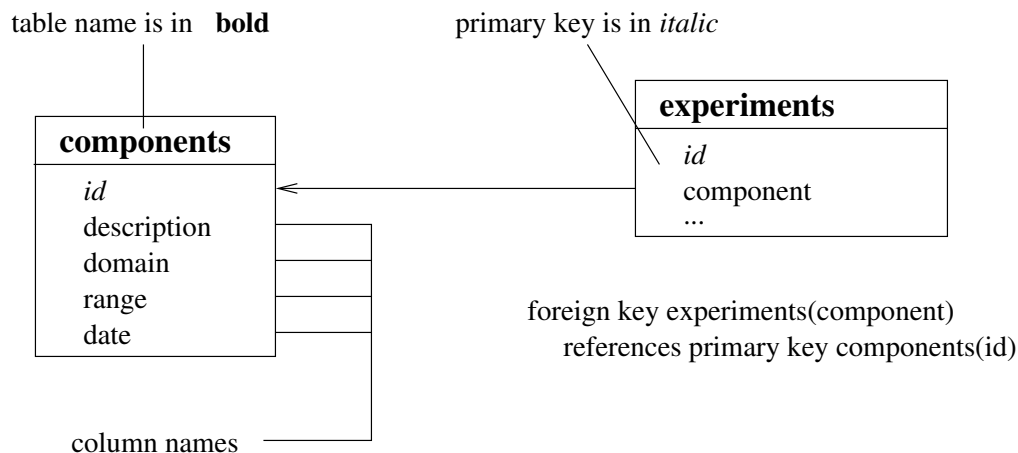 table name is in bold
primary key is in italic
components
id
description
domain
range
date
experiments
id
component
...
foreign key experiments(component)
references primary key components(id)
column names